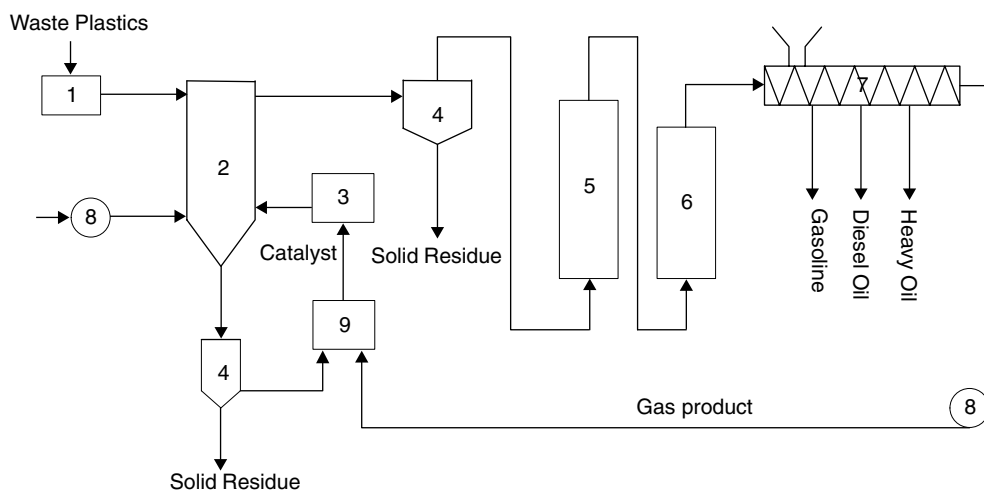 Waste Plastics
1
2
3
4
5
6
7
8
Catalyst
Solid Residue
Gasoline
Diesel Oil
Heavy Oil
9
4
Gas product
8
Solid Residue